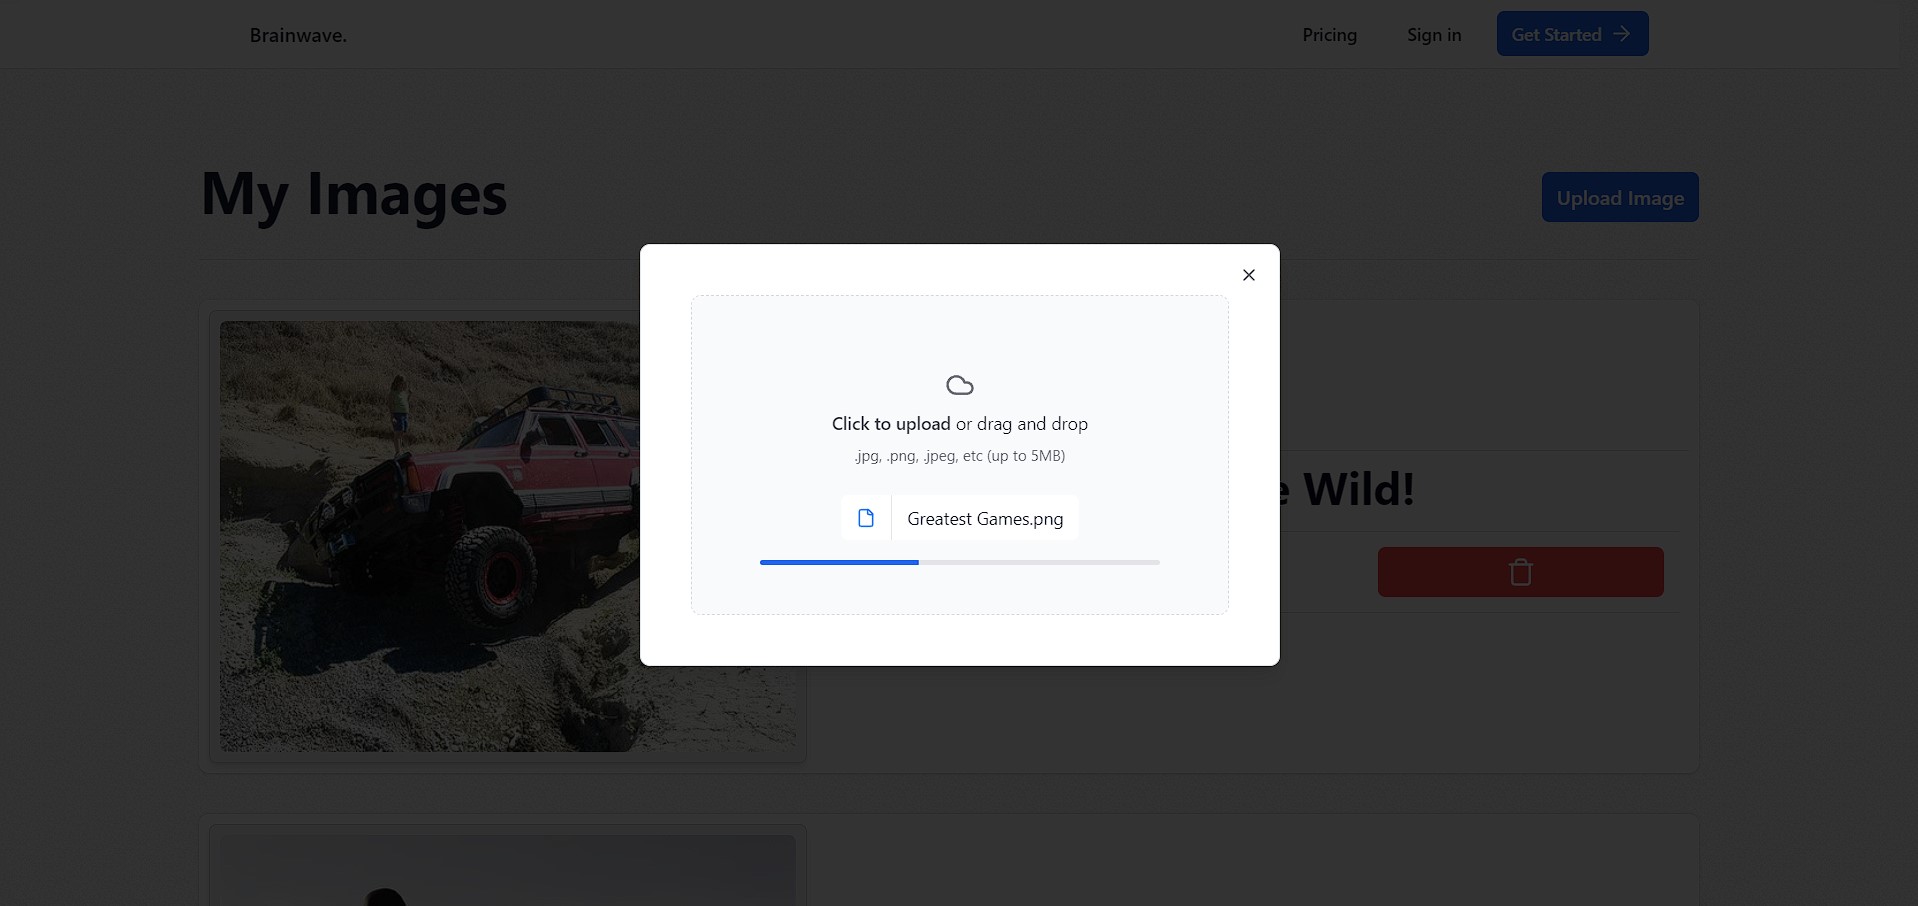 Brainwave.
Pricing
Sign in
Get Started
My Images
Upload Image
Click to upload or drag and drop
.jpg, .png, .jpeg, etc (up to 5MB)
Wild!
Greatest Games.png